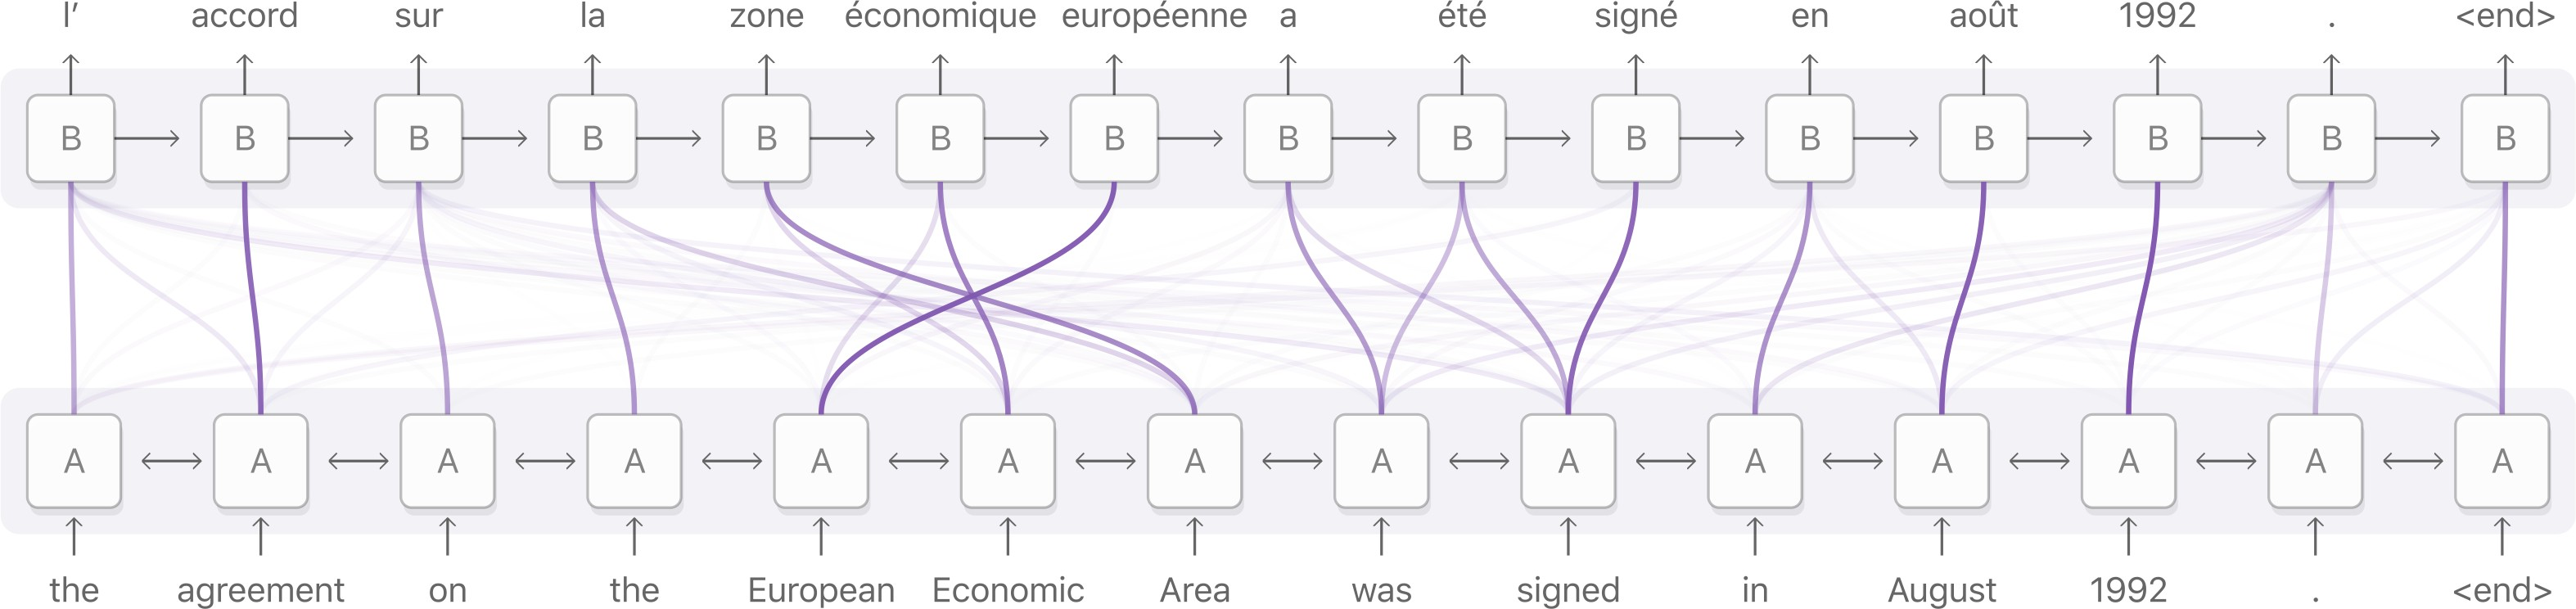 l’ accord sur la zone économique européenne a été signé en août 1992 . <end>
B B B B B B B B B B B B B B B
A A A A A A A A A A A A A A
the agreement on the European Economic Area was signed in August 1992 . <end>